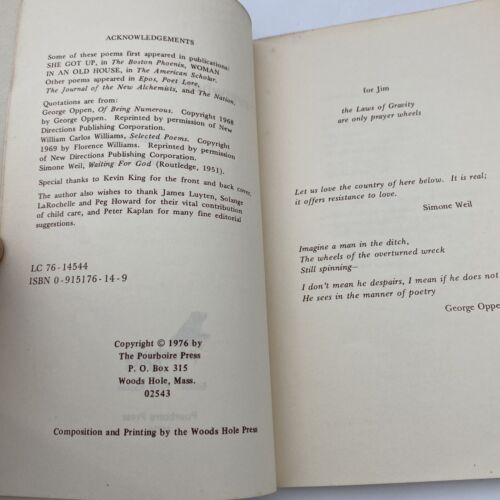 ACKNOWLEDGEMENTS
Some of these poems first appeared in publications:
SHE GOT UP, in The Boston Phoenix, WOMAN
IN AN OLD HOUSE, in The American Scholar.
Other poems appeared in Epos, Poet Lore,
The Journal of the New Alchemists, and The Nation.
Quotations are from:
George Oppen, Of Being Numerous. Copyright 1968
by George Oppen. Reprinted by permission of New
Directions Publishing Corporation.
William Carlos Williams, Selected Poems. Copyright
1969 by Florence Williams. Reprinted by permission
of New Directions Publishing Corporation.
Simone Weil, Waiting For God (Routledge, 1951).
Special thanks to Kevin King for the front and back cover.
The author also wishes to thank James Luyten, Solange
LaRochelle and Peg Howard for their vital contribution
of child care, and Peter Kaplan for many fine editorial
suggestions.
LC 76-14544
ISBN 0-915176-14-9
Copyright © 1976 by
The Pourboire Press
P. O. Box 315
Woods Hole, Mass.
02543
Composition and Printing by the Woods Hole Press
for Jim
the Laws of Gravity
are only prayer wheels
Let us love the country of here below. It is real;
it offers resistance to love.
Simone Weil
Imagine a man in the ditch,
The wheels of the overturned wreck
Still spinning—
I don't mean he despairs, I mean if he does not
He sees in the manner of poetry
George Oppe